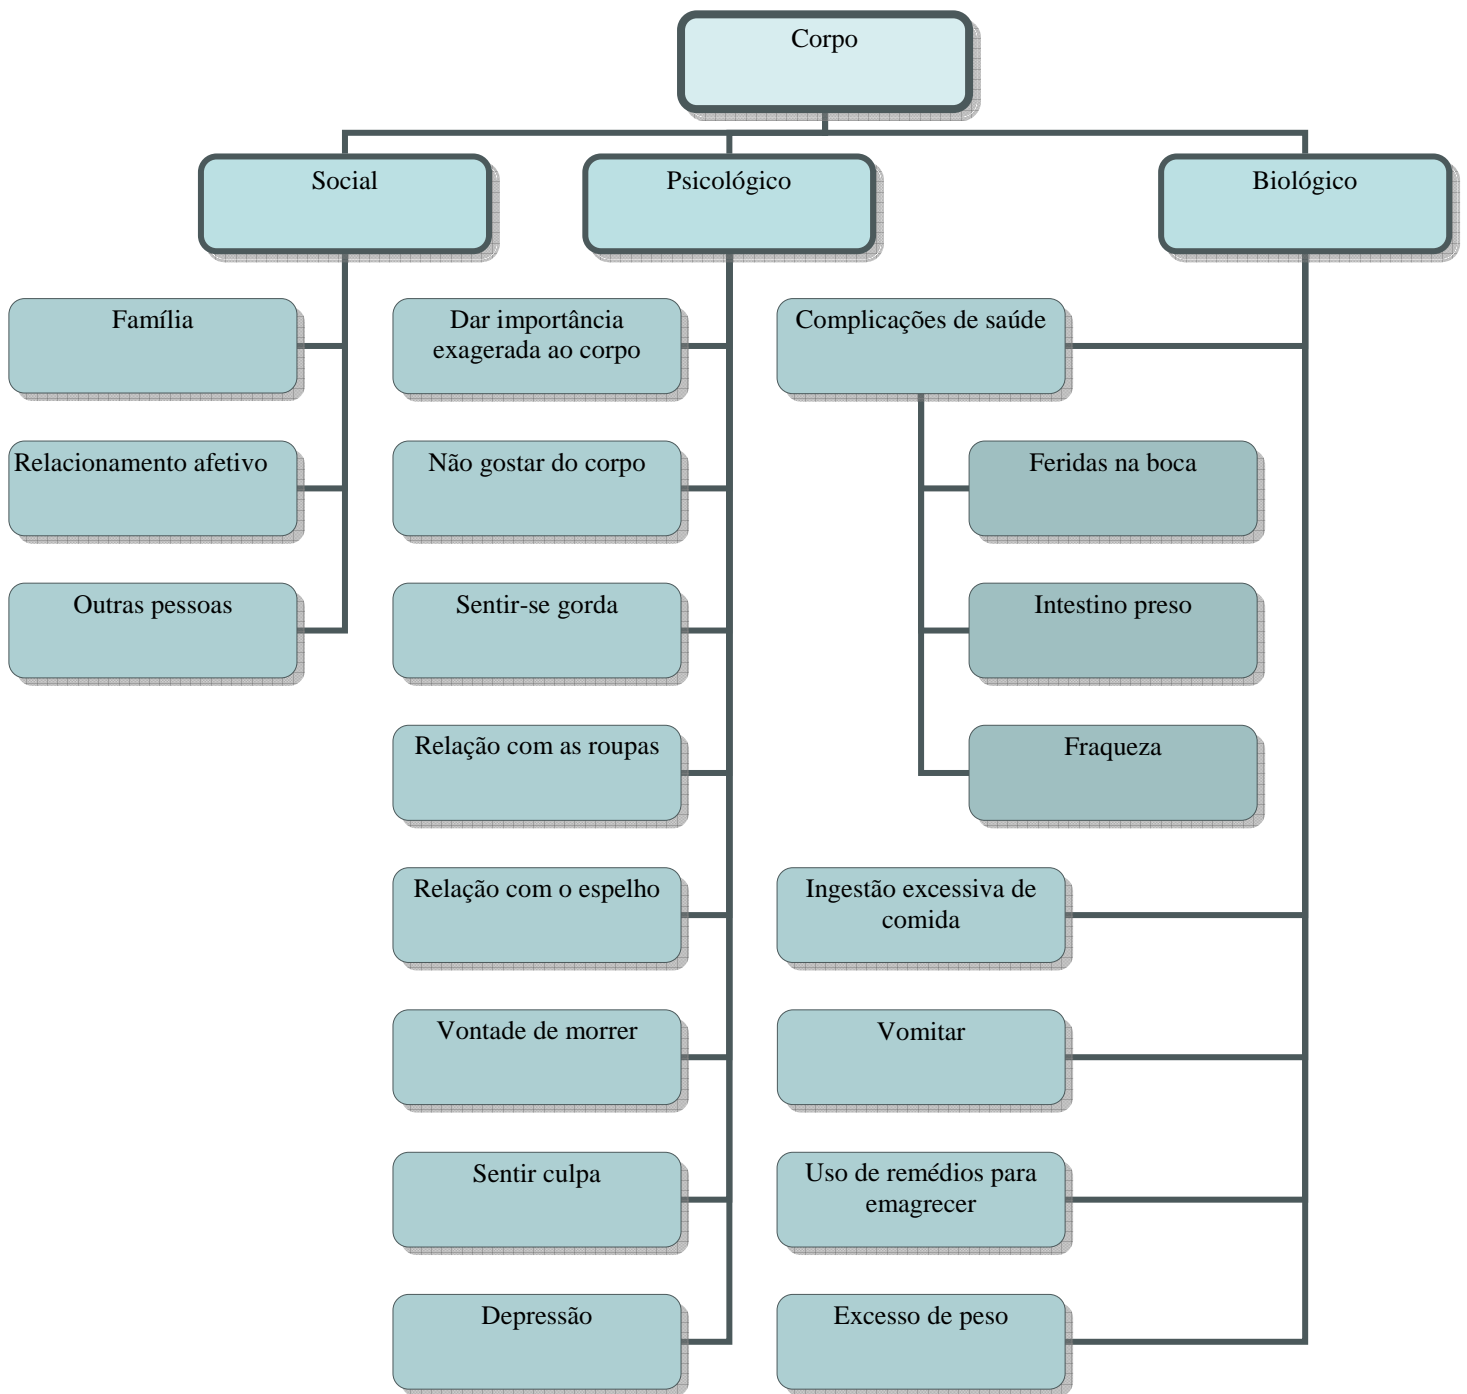 Corpo
Social
Psicológico
Biológico
Família
Relacionamento afetivo
Outras pessoas
Dar importância
exagerada ao corpo
Não gostar do corpo
Sentir-se gorda
Relação com as roupas
Relação com o espelho
Vontade de morrer
Sentir culpa
Depressão
Complicações de saúde
Feridas na boca
Intestino preso
Fraqueza
Ingestão excessiva de
comida
Vomitar
Uso de remédios para
emagrecer
Excesso de peso